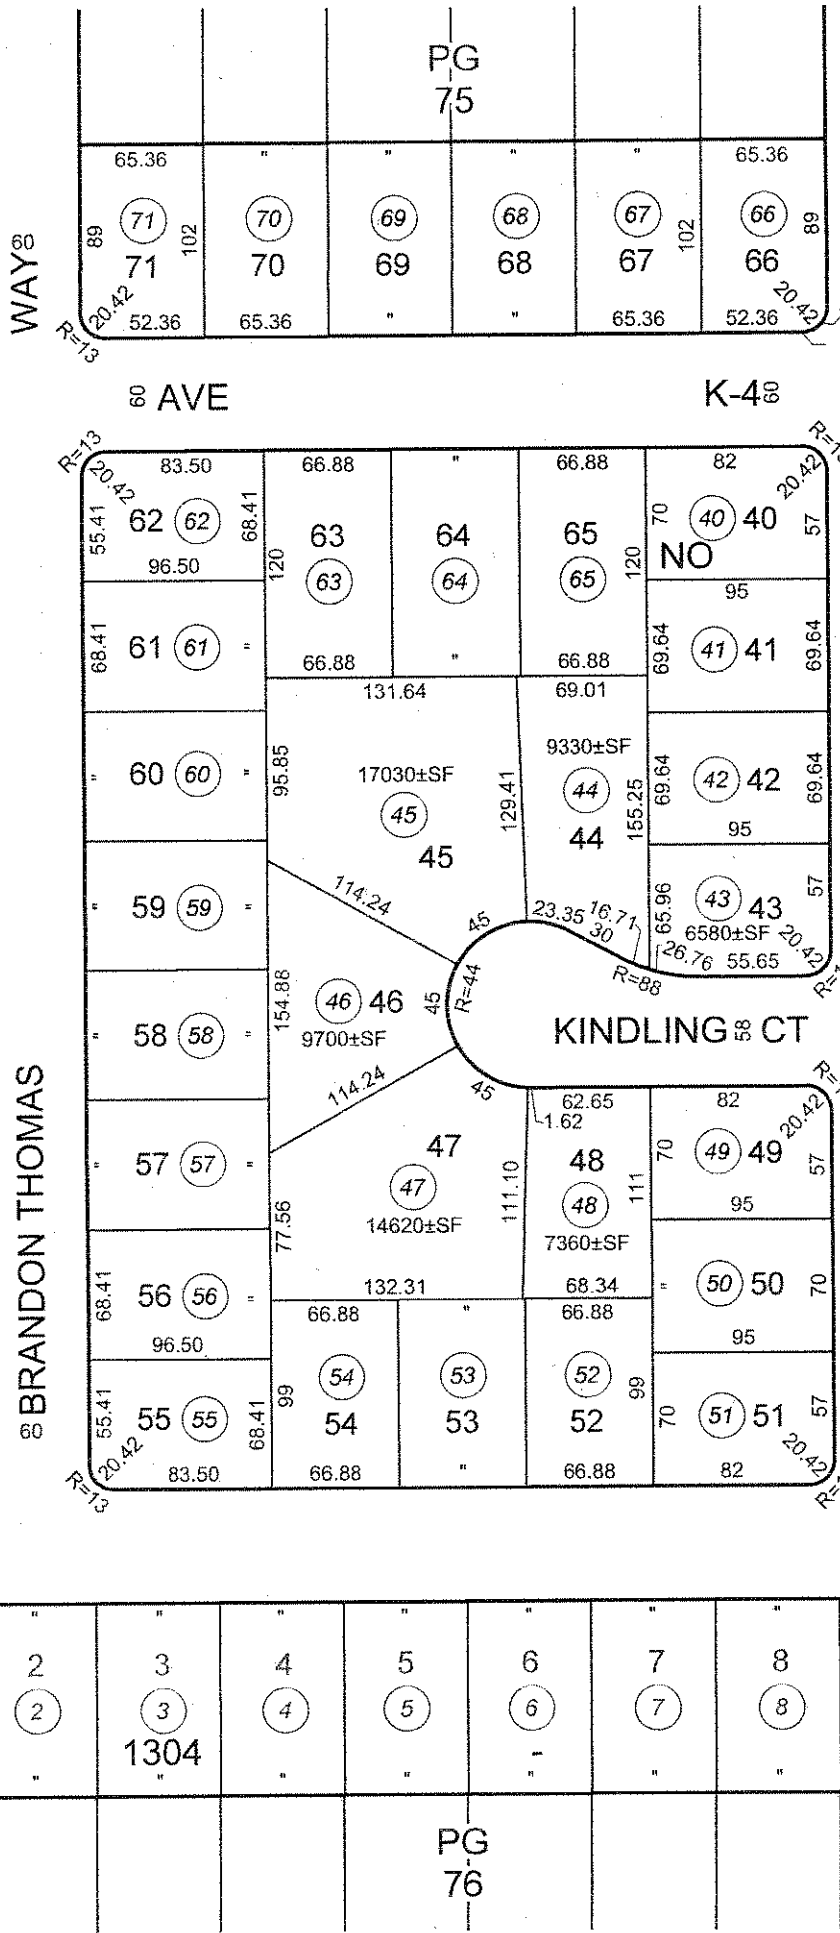 PG
75
65.36 " " " " 65.36
89 71 102 70 69 68 67 102 66 89
71 70 69 68 67 66
20.42 52.36 65.36 " " 65.36 52.36 20.42
R=13
WAY 60
60 AVE K-4 60
R=13
20.42 83.50 66.88 " 66.88 82 20.42
55.41 62 62 68.41 63 64 65 70 40 40 57
96.50 120 63 64 65 120 NO
95
68.41 61 61 " 66.88 " 66.88 69.64 41 41 69.64
131.64 69.01
" 60 60 " 95.85 17030±SF 129.41 9330±SF 155.25 69.64 42 42 69.64
45 44 95
45 44
" 59 59 " 114.24 45 23.35 16.71 65.96 43 43 57
30 6580±SF 20.42
26.76 55.65
R=88
" 58 58 " 154.88 46 46 45 R=44
9700±SF
KINDLING 58 CT
114.24 45 62.65 82 20.42
1.62
" 57 57 " 47 48 70 49 49 57
47 111.10 48 111
77.56 14620±SF 7360±SF 95
132.31 68.34
68.41 56 56 " 66.88 " 66.88 " 50 50 70
96.50 95
55.41 55 55 68.41 99 54 53 52 99 70 51 51 57
54 53 52
20.42 83.50 66.88 " 66.88 82 20.42
R=13
60 BRANDON THOMAS
" " " " " " "
2 3 4 5 6 7 8
2 3 4 5 6 7 8
1304
" " " " " " "
PG
76